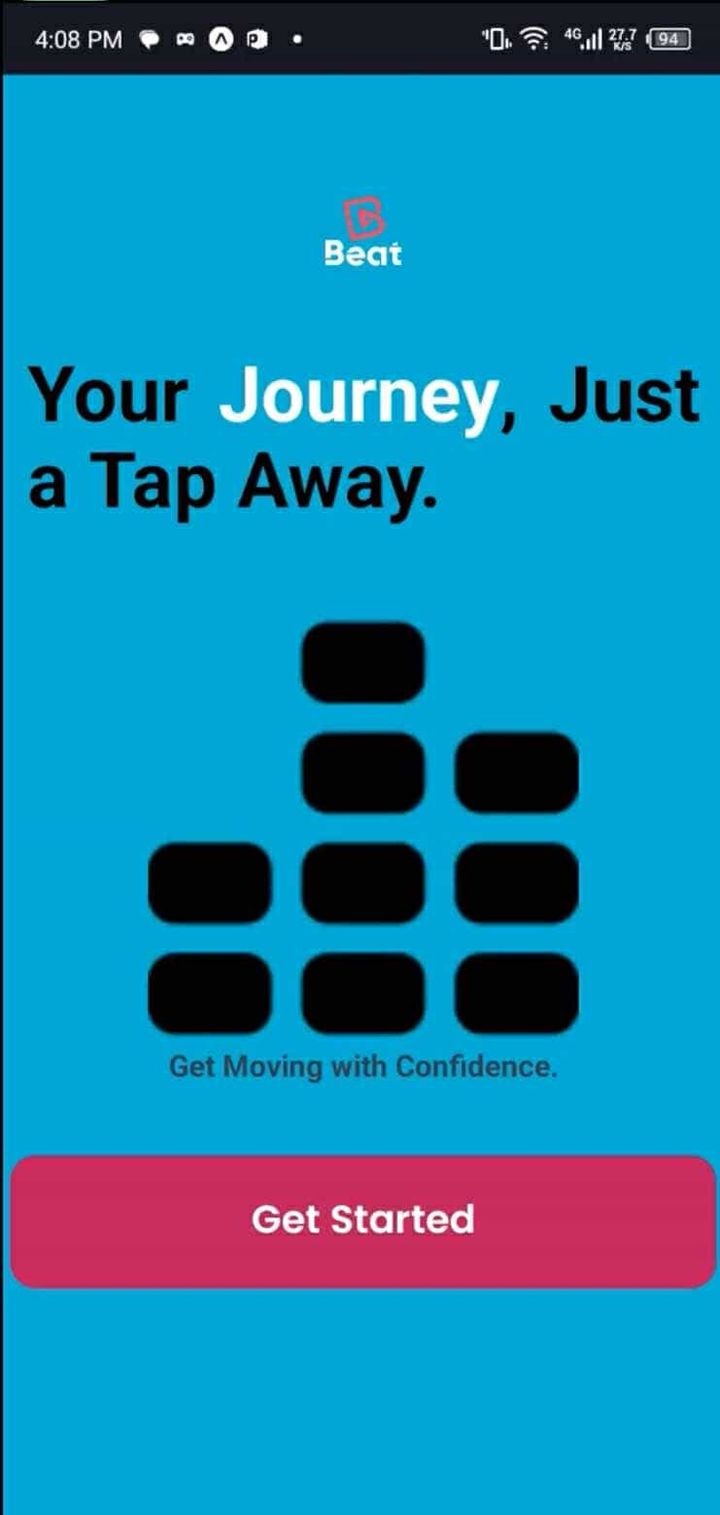 4:08 PM 4G 27.7 K/S 94
Beat
Your Journey, Just
a Tap Away.
Get Moving with Confidence.
Get Started